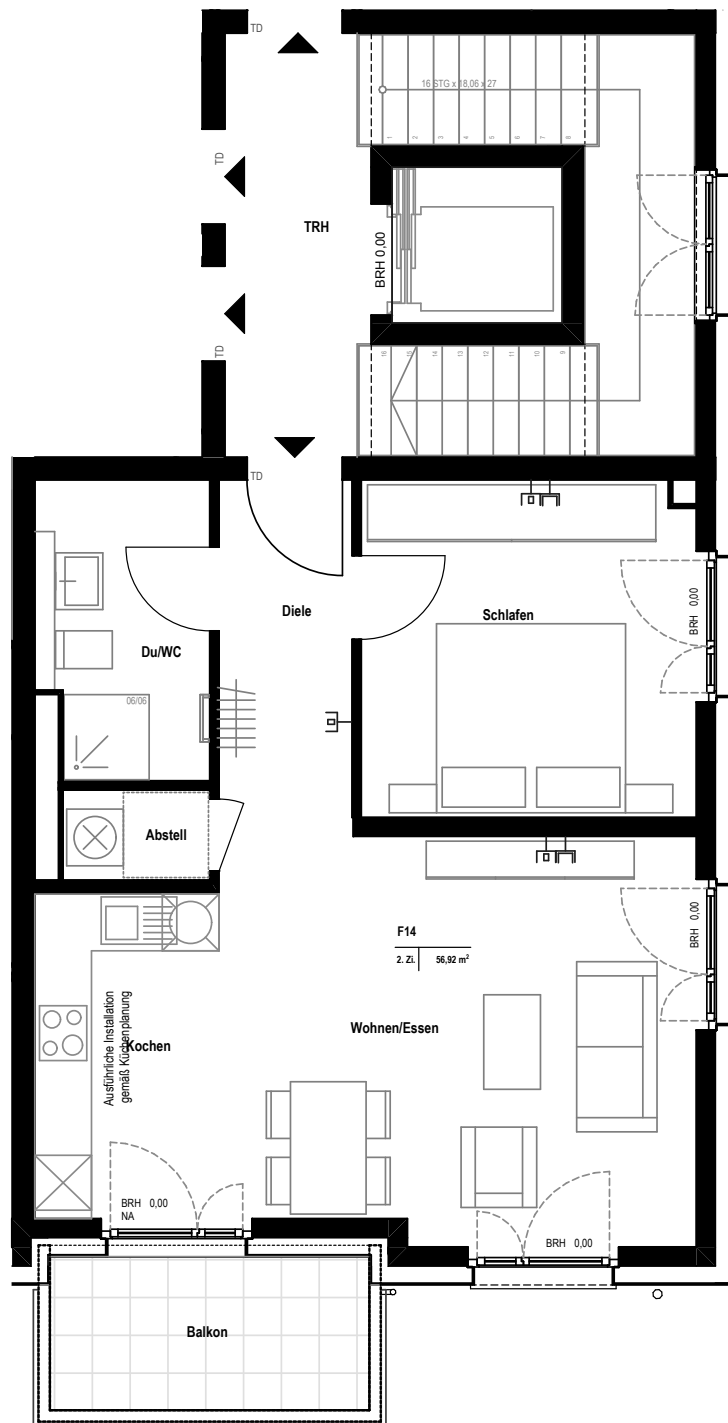 TD
16 STG x 18,06 x 27
1
2
3
4
5
6
7
8
TD
TRH
BRH 0,00
TD
16
15
14
13
12
11
10
9
TD
Diele
Schlafen
BRH 0,00
Du/WC
06/06
Abstell
F14
2. Zi. 56,92 m²
BRH 0,00
Wohnen/Essen
Kochen
Ausführliche Installation
gemäß Küchenplanung
BRH 0,00
NA
BRH 0,00
Balkon